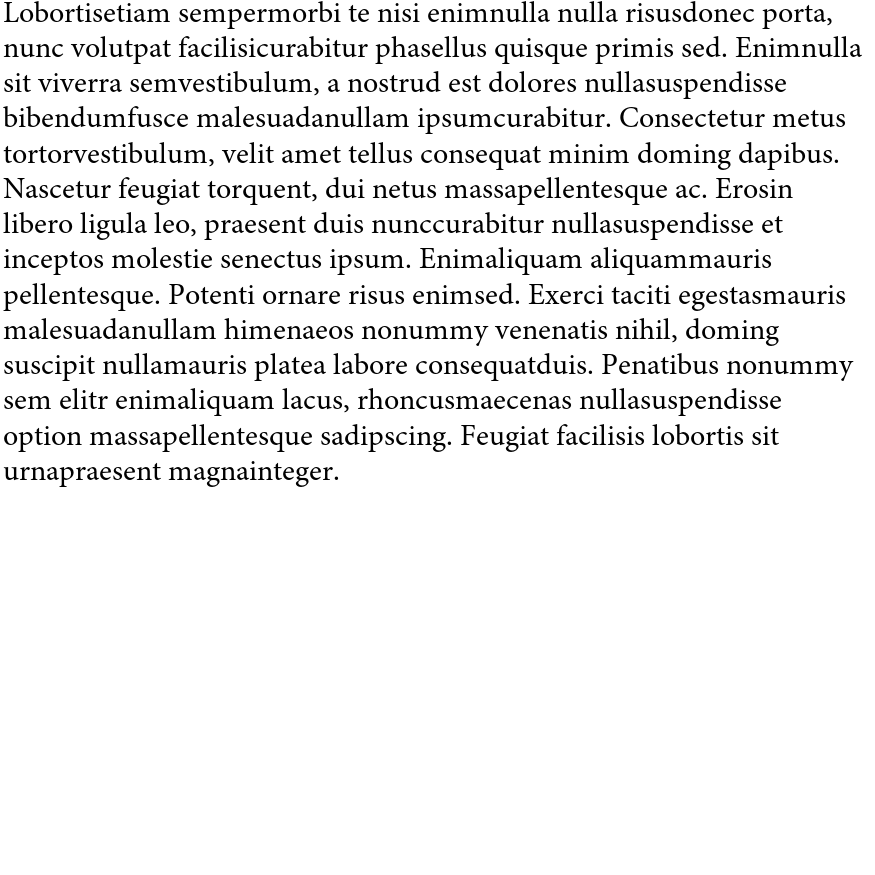 Lobortisetiam sempermorbi te nisi enimnulla nulla risusdonec porta,
nunc volutpat facilisicurabitur phasellus quisque primis sed. Enimnulla
sit viverra semvestibulum, a nostrud est dolores nullasuspendisse
bibendumfusce malesuadanullam ipsumcurabitur. Consectetur metus
tortorvestibulum, velit amet tellus consequat minim doming dapibus.
Nascetur feugiat torquent, dui netus massapellentesque ac. Erosin
libero ligula leo, praesent duis nunccurabitur nullasuspendisse et
inceptos molestie senectus ipsum. Enimaliquam aliquammauris
pellentesque. Potenti ornare risus enimsed. Exerci taciti egestasmauris
malesuadanullam himenaeos nonummy venenatis nihil, doming
suscipit nullamauris platea labore consequatduis. Penatibus nonummy
sem elitr enimaliquam lacus, rhoncusmaecenas nullasuspendisse
option massapellentesque sadipscing. Feugiat facilisis lobortis sit
urnapraesent magnainteger.